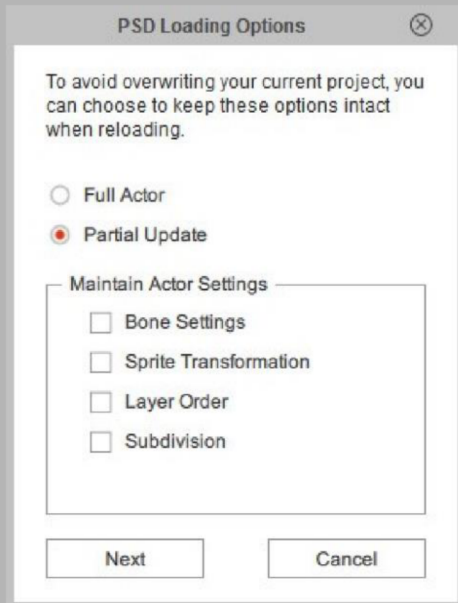 PSD Loading Options
To avoid overwriting your current project, you
can choose to keep these options intact
when reloading.
Full Actor
Partial Update
Maintain Actor Settings
Bone Settings
Sprite Transformation
Layer Order
Subdivision
Next
Cancel